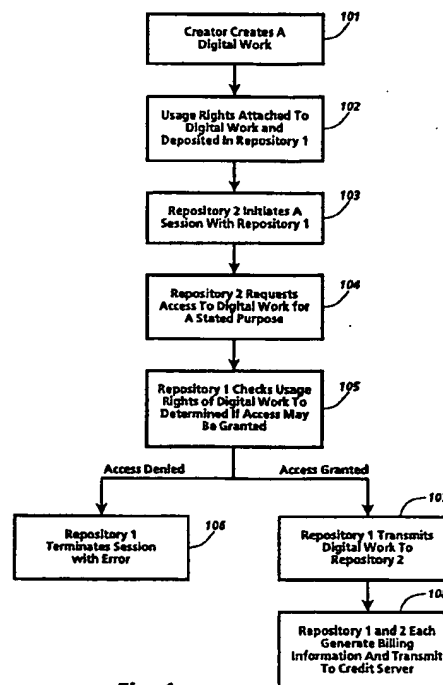 101
Creator Creates A
Digital Work
102
Usage Rights Attached To
Digital Work and
Deposited In Repository 1
103
Repository 2 Initiates A
Session With Repository 1
104
Repository 2 Requests
Access To Digital Work for
A Stated Purpose
105
Repository 1 Checks Usage
Rights of Digital Work To
Determined If Access May
Be Granted
Access Denied
Access Granted
106
Repository 1
Terminates Session
with Error
Repository 1 Transmits
Digital Work To
Repository 2
Repository 1 and 2 Each
Generate Billing
Information And Transmit
To Credit Server